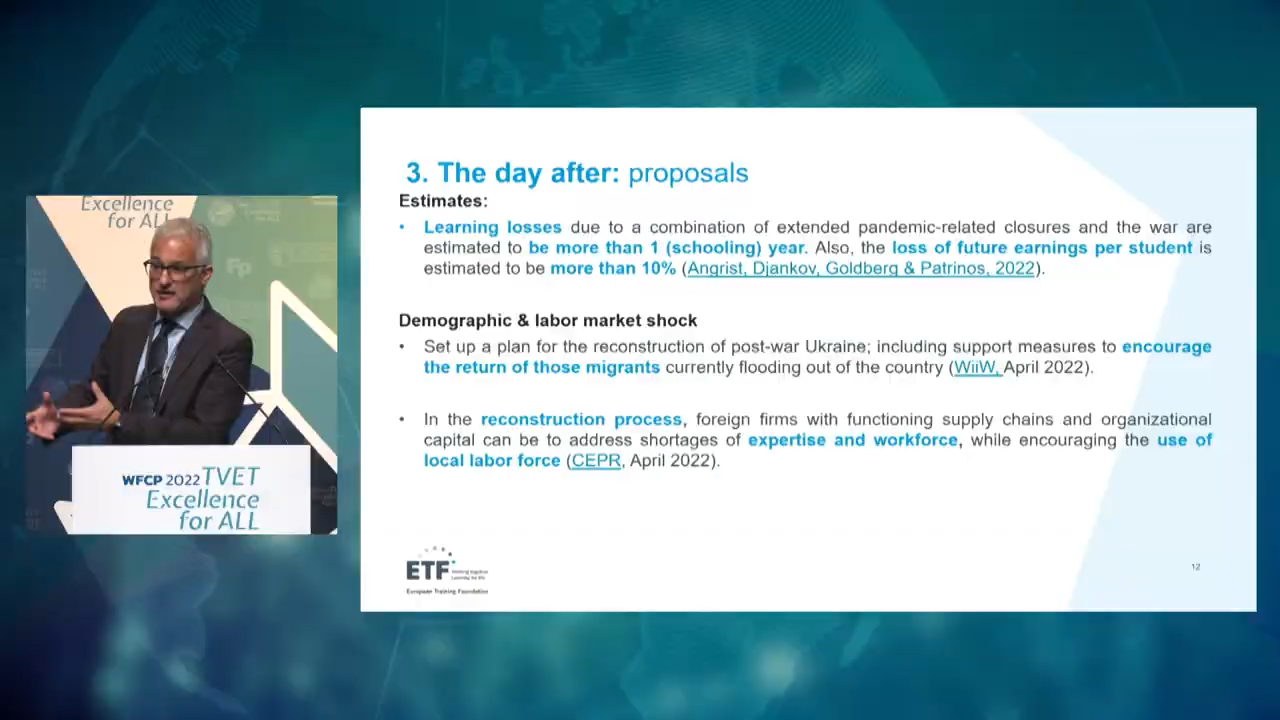 3. The day after: proposals
Estimates:
• Learning losses due to a combination of extended pandemic-related closures and the war are
estimated to be more than 1 (schooling) year. Also, the loss of future earnings per student is
estimated to be more than 10% (Angrist, Djankov, Goldberg & Patrinos, 2022).
Demographic & labor market shock
• Set up a plan for the reconstruction of post-war Ukraine; including support measures to encourage
the return of those migrants currently flooding out of the country (WiiW, April 2022).
• In the reconstruction process, foreign firms with functioning supply chains and organizational
capital can be to address shortages of expertise and workforce, while encouraging the use of
local labor force (CEPR, April 2022).
ETF
European Training Foundation
12
Excellence
for ALL
Fp
WFCP 2022 TVET
Excellence
for ALL